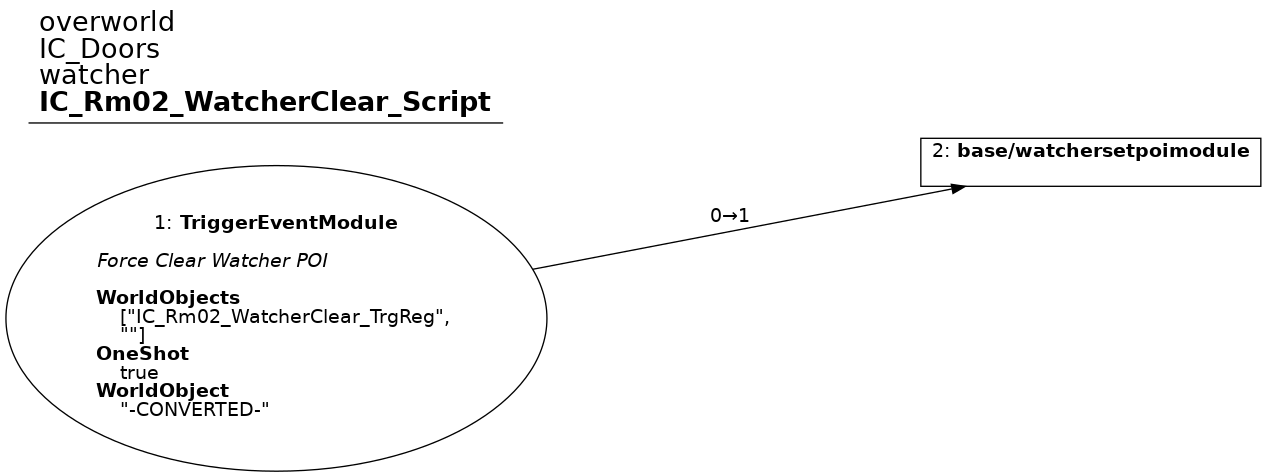 overworld
IC_Doors
watcher
IC_Rm02_WatcherClear_Script
2: base/watchersetpoimodule
0→1
1: TriggerEventModule
Force Clear Watcher POI
WorldObjects
["IC_Rm02_WatcherClear_TrgReg",
""]
OneShot
true
WorldObject
"-CONVERTED-"